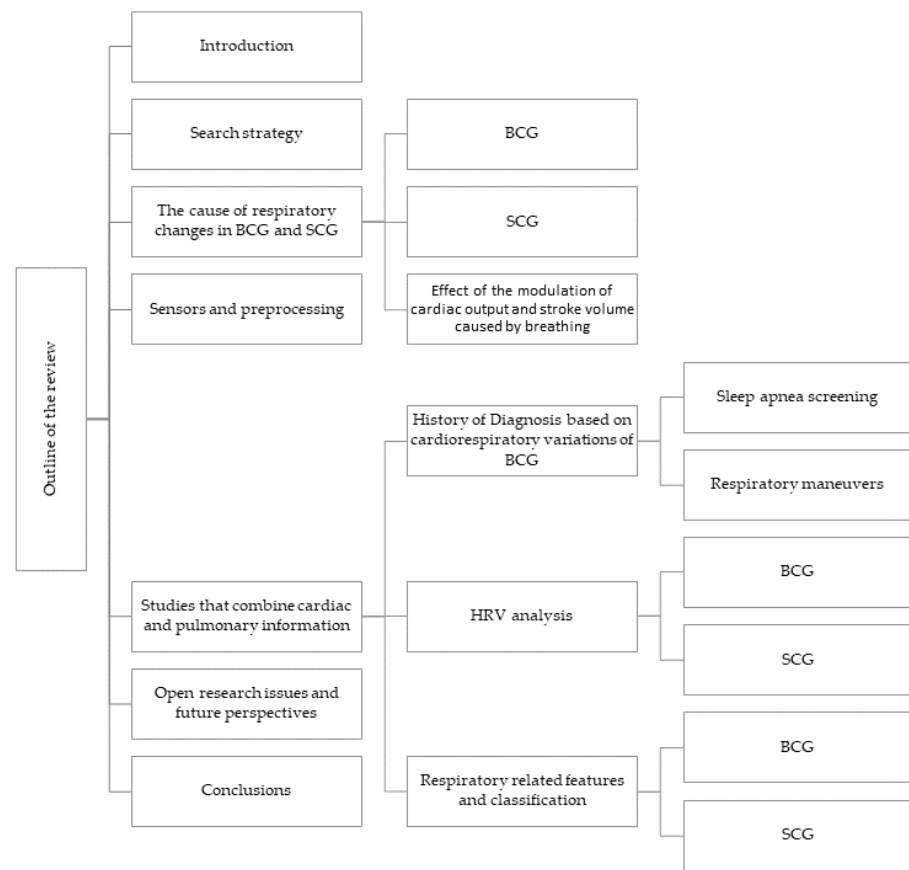 Outline of the review
Introduction
Search strategy
The cause of respiratory
changes in BCG and SCG
BCG
SCG
Effect of the modulation of
cardiac output and stroke volume
caused by breathing
Sensors and preprocessing
Studies that combine cardiac
and pulmonary information
History of Diagnosis based on
cardiorespiratory variations of
BCG
Sleep apnea screening
Respiratory maneuvers
HRV analysis
BCG
SCG
Respiratory related features
and classification
BCG
SCG
Open research issues and
future perspectives
Conclusions